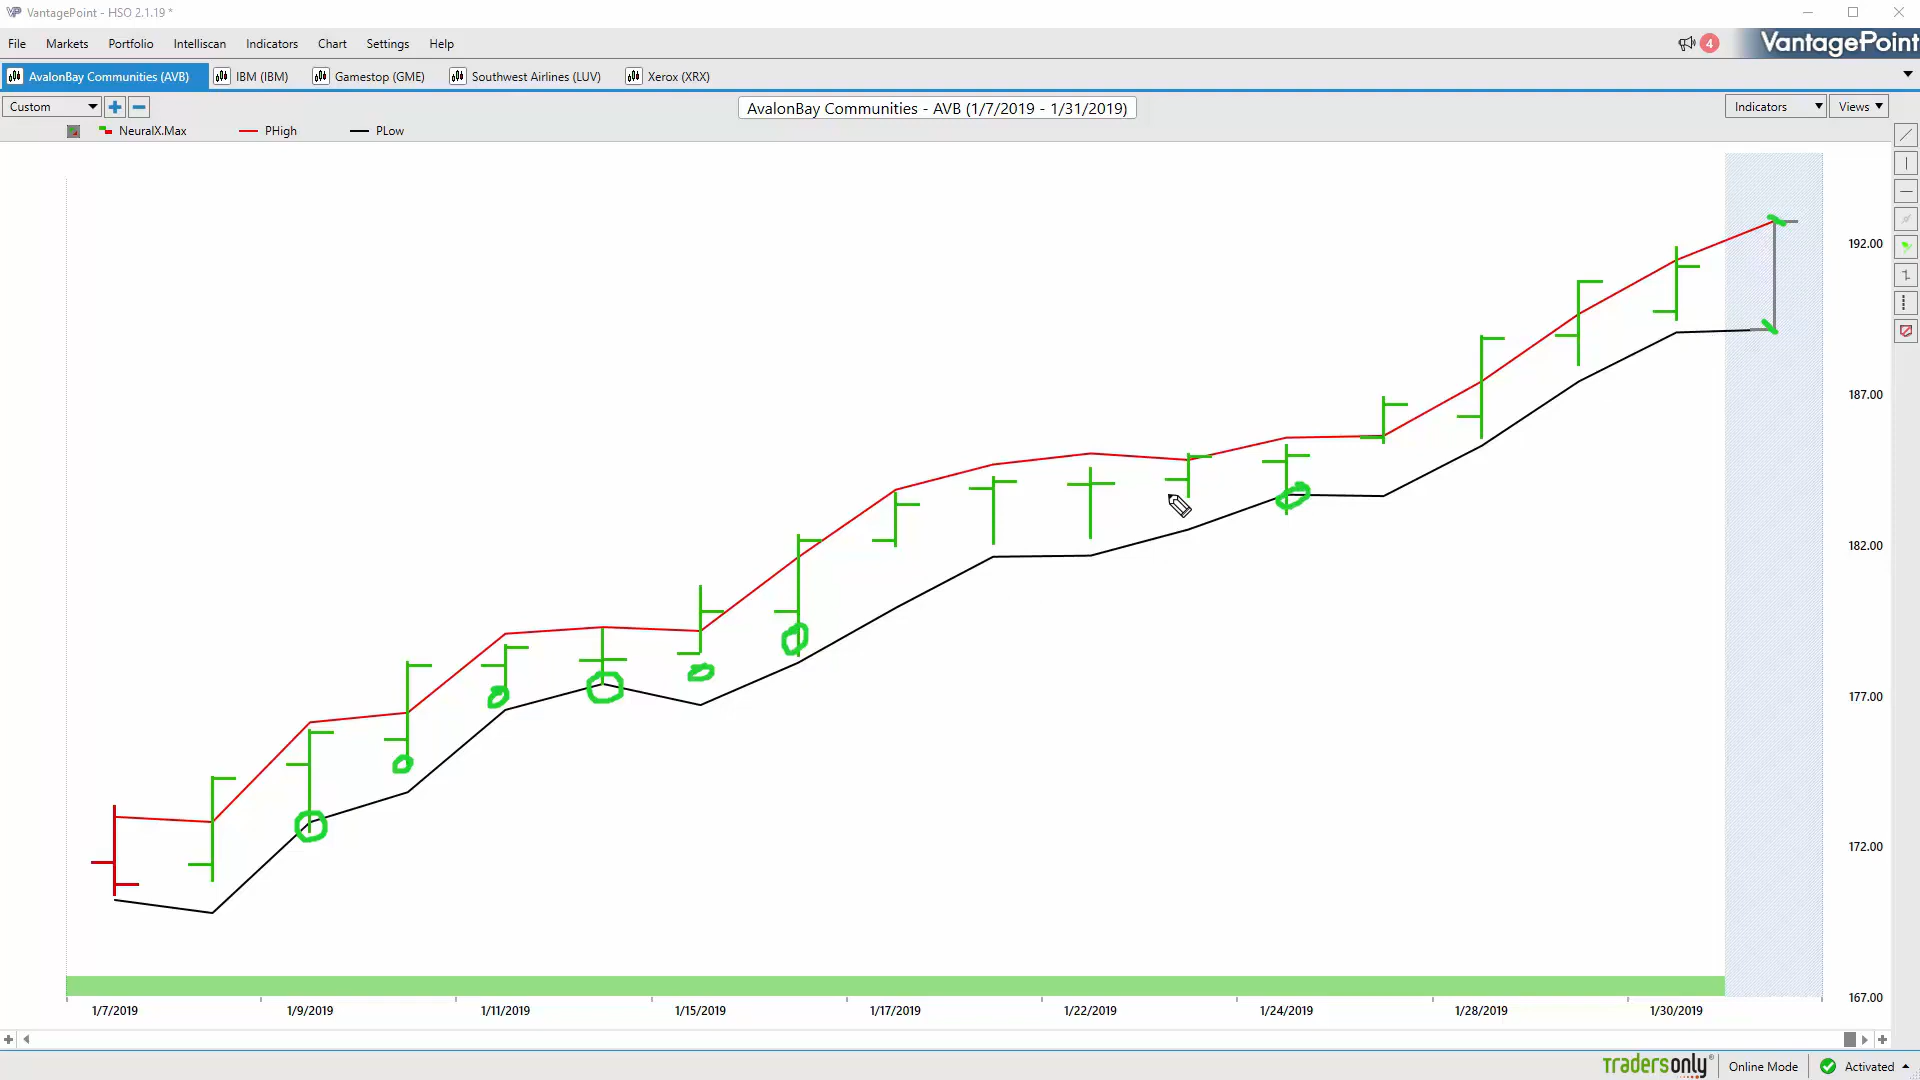 VantagePoint - HSO 2.1.19 *
File Markets Portfolio Intelliscan Indicators Chart Settings Help 4 VantagePoint
AvalonBay Communities (AVB) IBM (IBM) Gamestop (GME) Southwest Airlines (LUV) Xerox (XRX)
Custom AvalonBay Communities - AVB (1/7/2019 - 1/31/2019) Indicators Views
NeuralX.Max PHigh PLow
192.00
187.00
182.00
177.00
172.00
167.00
1/7/2019 1/9/2019 1/11/2019 1/15/2019 1/17/2019 1/22/2019 1/24/2019 1/28/2019 1/30/2019
tradersonly® Online Mode Activated